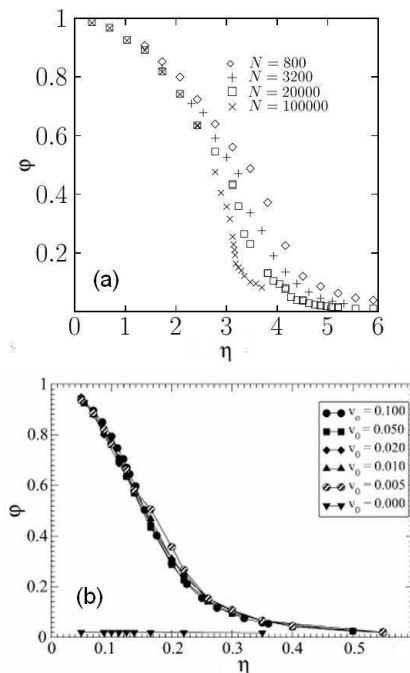 1
0.8
0.6
0.4
0.2
φ
(a)
N = 800
N = 3200
N = 20000
N = 100000
0 1 2 3 4 5 6
η
1
0.8
0.6
0.4
0.2
0
φ
(b)
v₀ = 0.100
v₀ = 0.050
v₀ = 0.020
v₀ = 0.010
v₀ = 0.005
v₀ = 0.000
0 0.1 0.2 0.3 0.4 0.5
η